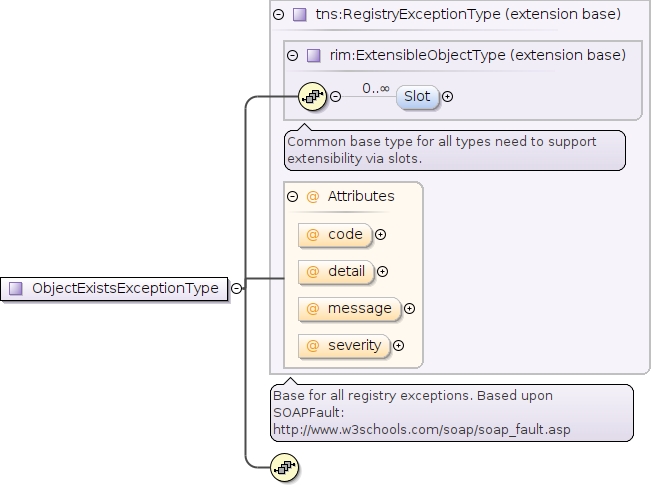 tns:RegistryExceptionType (extension base)
rim:ExtensibleObjectType (extension base)
0..∞
Slot
Common base type for all types need to support
extensibility via slots.
@ Attributes
@ code
@ detail
@ message
@ severity
ObjectExistsExceptionType
Base for all registry exceptions. Based upon
SOAPFault:
http://www.w3schools.com/soap/soap_fault.asp